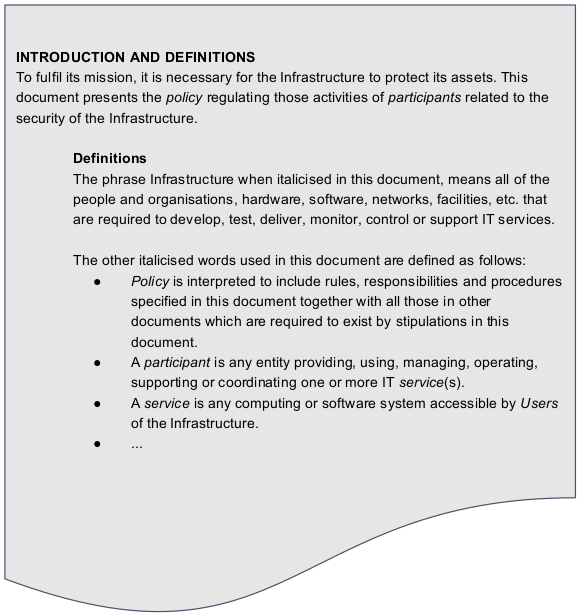 INTRODUCTION AND DEFINITIONS
To fulfil its mission, it is necessary for the Infrastructure to protect its assets. This
document presents the policy regulating those activities of participants related to the
security of the Infrastructure.
Definitions
The phrase Infrastructure when italicised in this document, means all of the
people and organisations, hardware, software, networks, facilities, etc. that
are required to develop, test, deliver, monitor, control or support IT services.
The other italicised words used in this document are defined as follows:
● Policy is interpreted to include rules, responsibilities and procedures
specified in this document together with all those in other
documents which are required to exist by stipulations in this
document.
● A participant is any entity providing, using, managing, operating,
supporting or coordinating one or more IT service(s).
● A service is any computing or software system accessible by Users
of the Infrastructure.
● ...